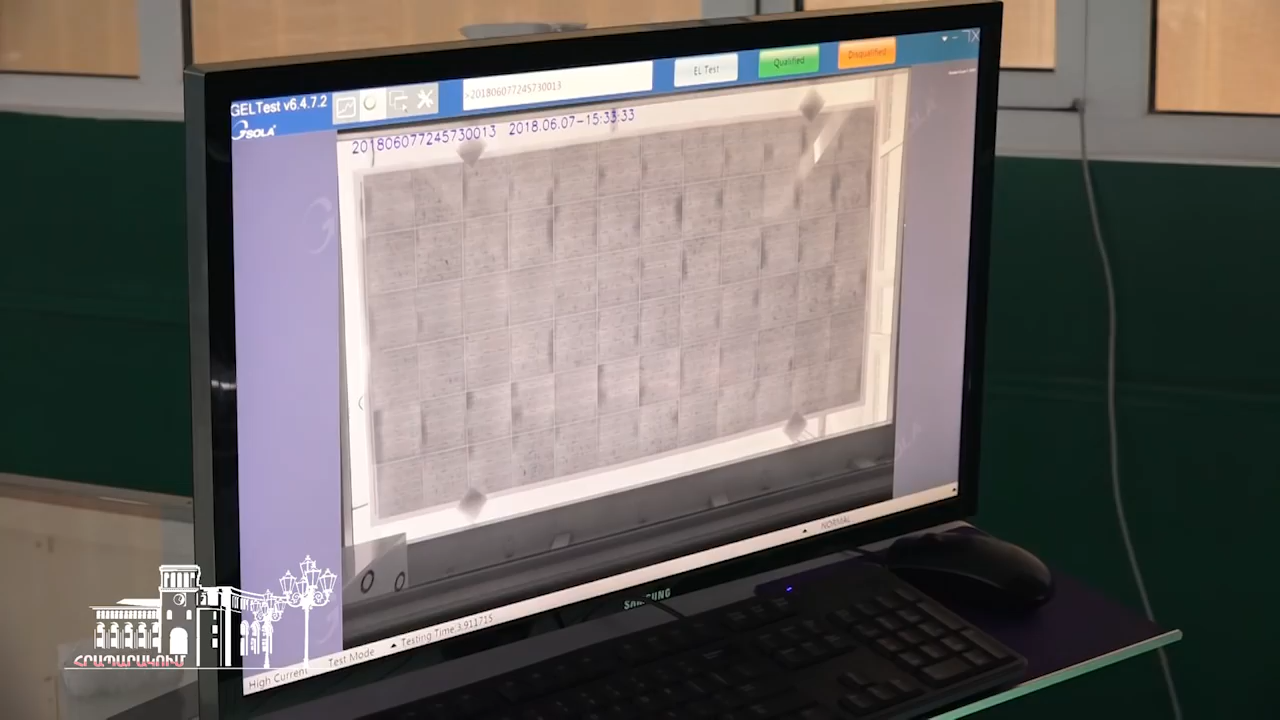 GELTest v6.4.7.2
>201806077245730013
EL Test
Qualified
Disqualified
SOLA
201806077245730013 2018.06.07-15:33:33
NORMAL
SAMSUNG
High Current
Test Mode
Testing Time:3.911715
ՀՐԱՊԱՐԱԿՈՒՄ